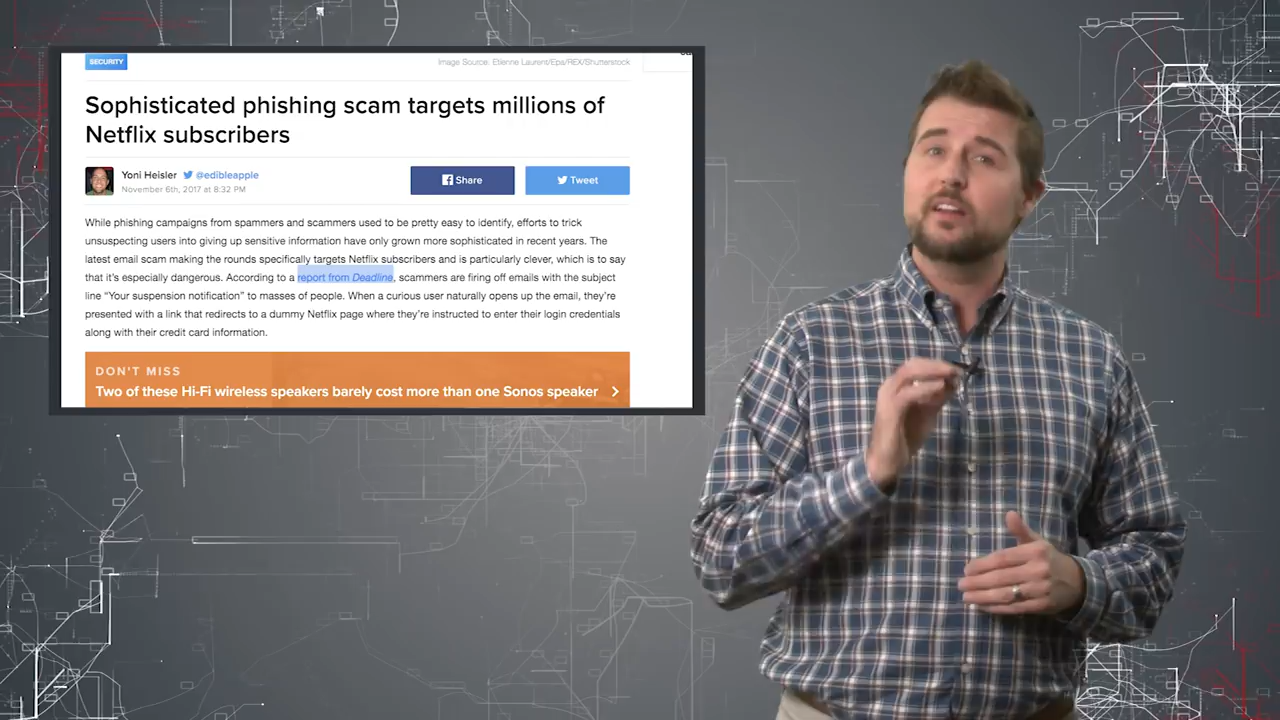 SECURITY
Image Source: Etienne Laurent/Epa/REX/Shutterstock
Sophisticated phishing scam targets millions of
Netflix subscribers
Yoni Heisler @edibleapple
November 6th, 2017 at 8:32 PM
Share
Tweet
While phishing campaigns from spammers and scammers used to be pretty easy to identify, efforts to trick
unsuspecting users into giving up sensitive information have only grown more sophisticated in recent years. The
latest email scam making the rounds specifically targets Netflix subscribers and is particularly clever, which is to say
that it's especially dangerous. According to a report from Deadline, scammers are firing off emails with the subject
line “Your suspension notification” to masses of people. When a curious user naturally opens up the email, they're
presented with a link that redirects to a dummy Netflix page where they're instructed to enter their login credentials
along with their credit card information.
DON'T MISS
Two of these Hi-Fi wireless speakers barely cost more than one Sonos speaker